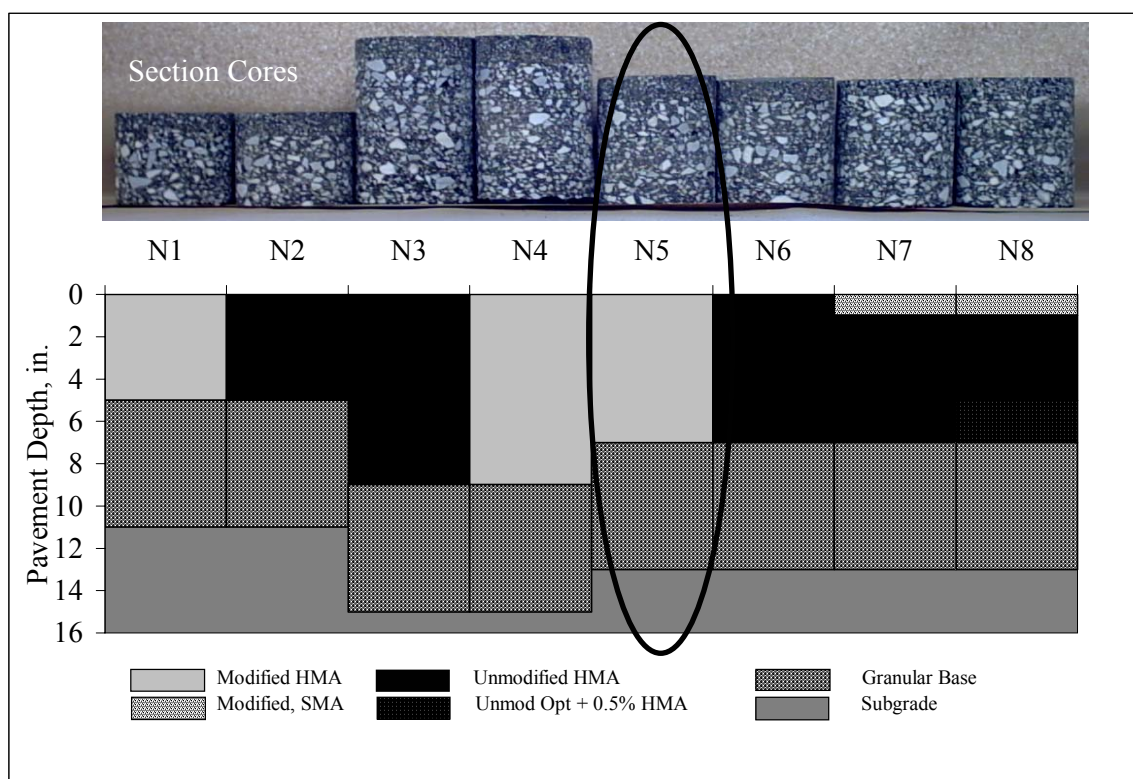 Section Cores
N1 N2 N3 N4 N5 N6 N7 N8
Pavement Depth, in.
0
2
4
6
8
10
12
14
16
Modified HMA Unmodified HMA Granular Base
Modified, SMA Unmod Opt + 0.5% HMA Subgrade